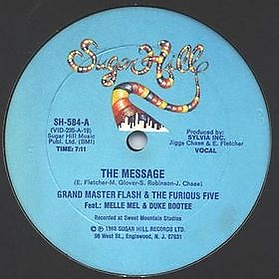 Sugar Hill
SH-584-A
(VID-235-A-19)
Sugar Hill Music
Publ. Ltd. (BMI)
TIME: 7:11
Produced by:
SYLVIA INC.
Jigge Chase & E. Fletcher
VOCAL
THE MESSAGE
(E. Fletcher-M. Glover-S. Robinson-J. Chase)
GRAND MASTER FLASH & THE FURIOUS FIVE
Feat.: MELLE MEL & DUKE BOOTEE
Recorded at Sweet Mountain Studios
SUGAR HILL RECORDS LTD.
96 West St., Englewood, N. J. 07631